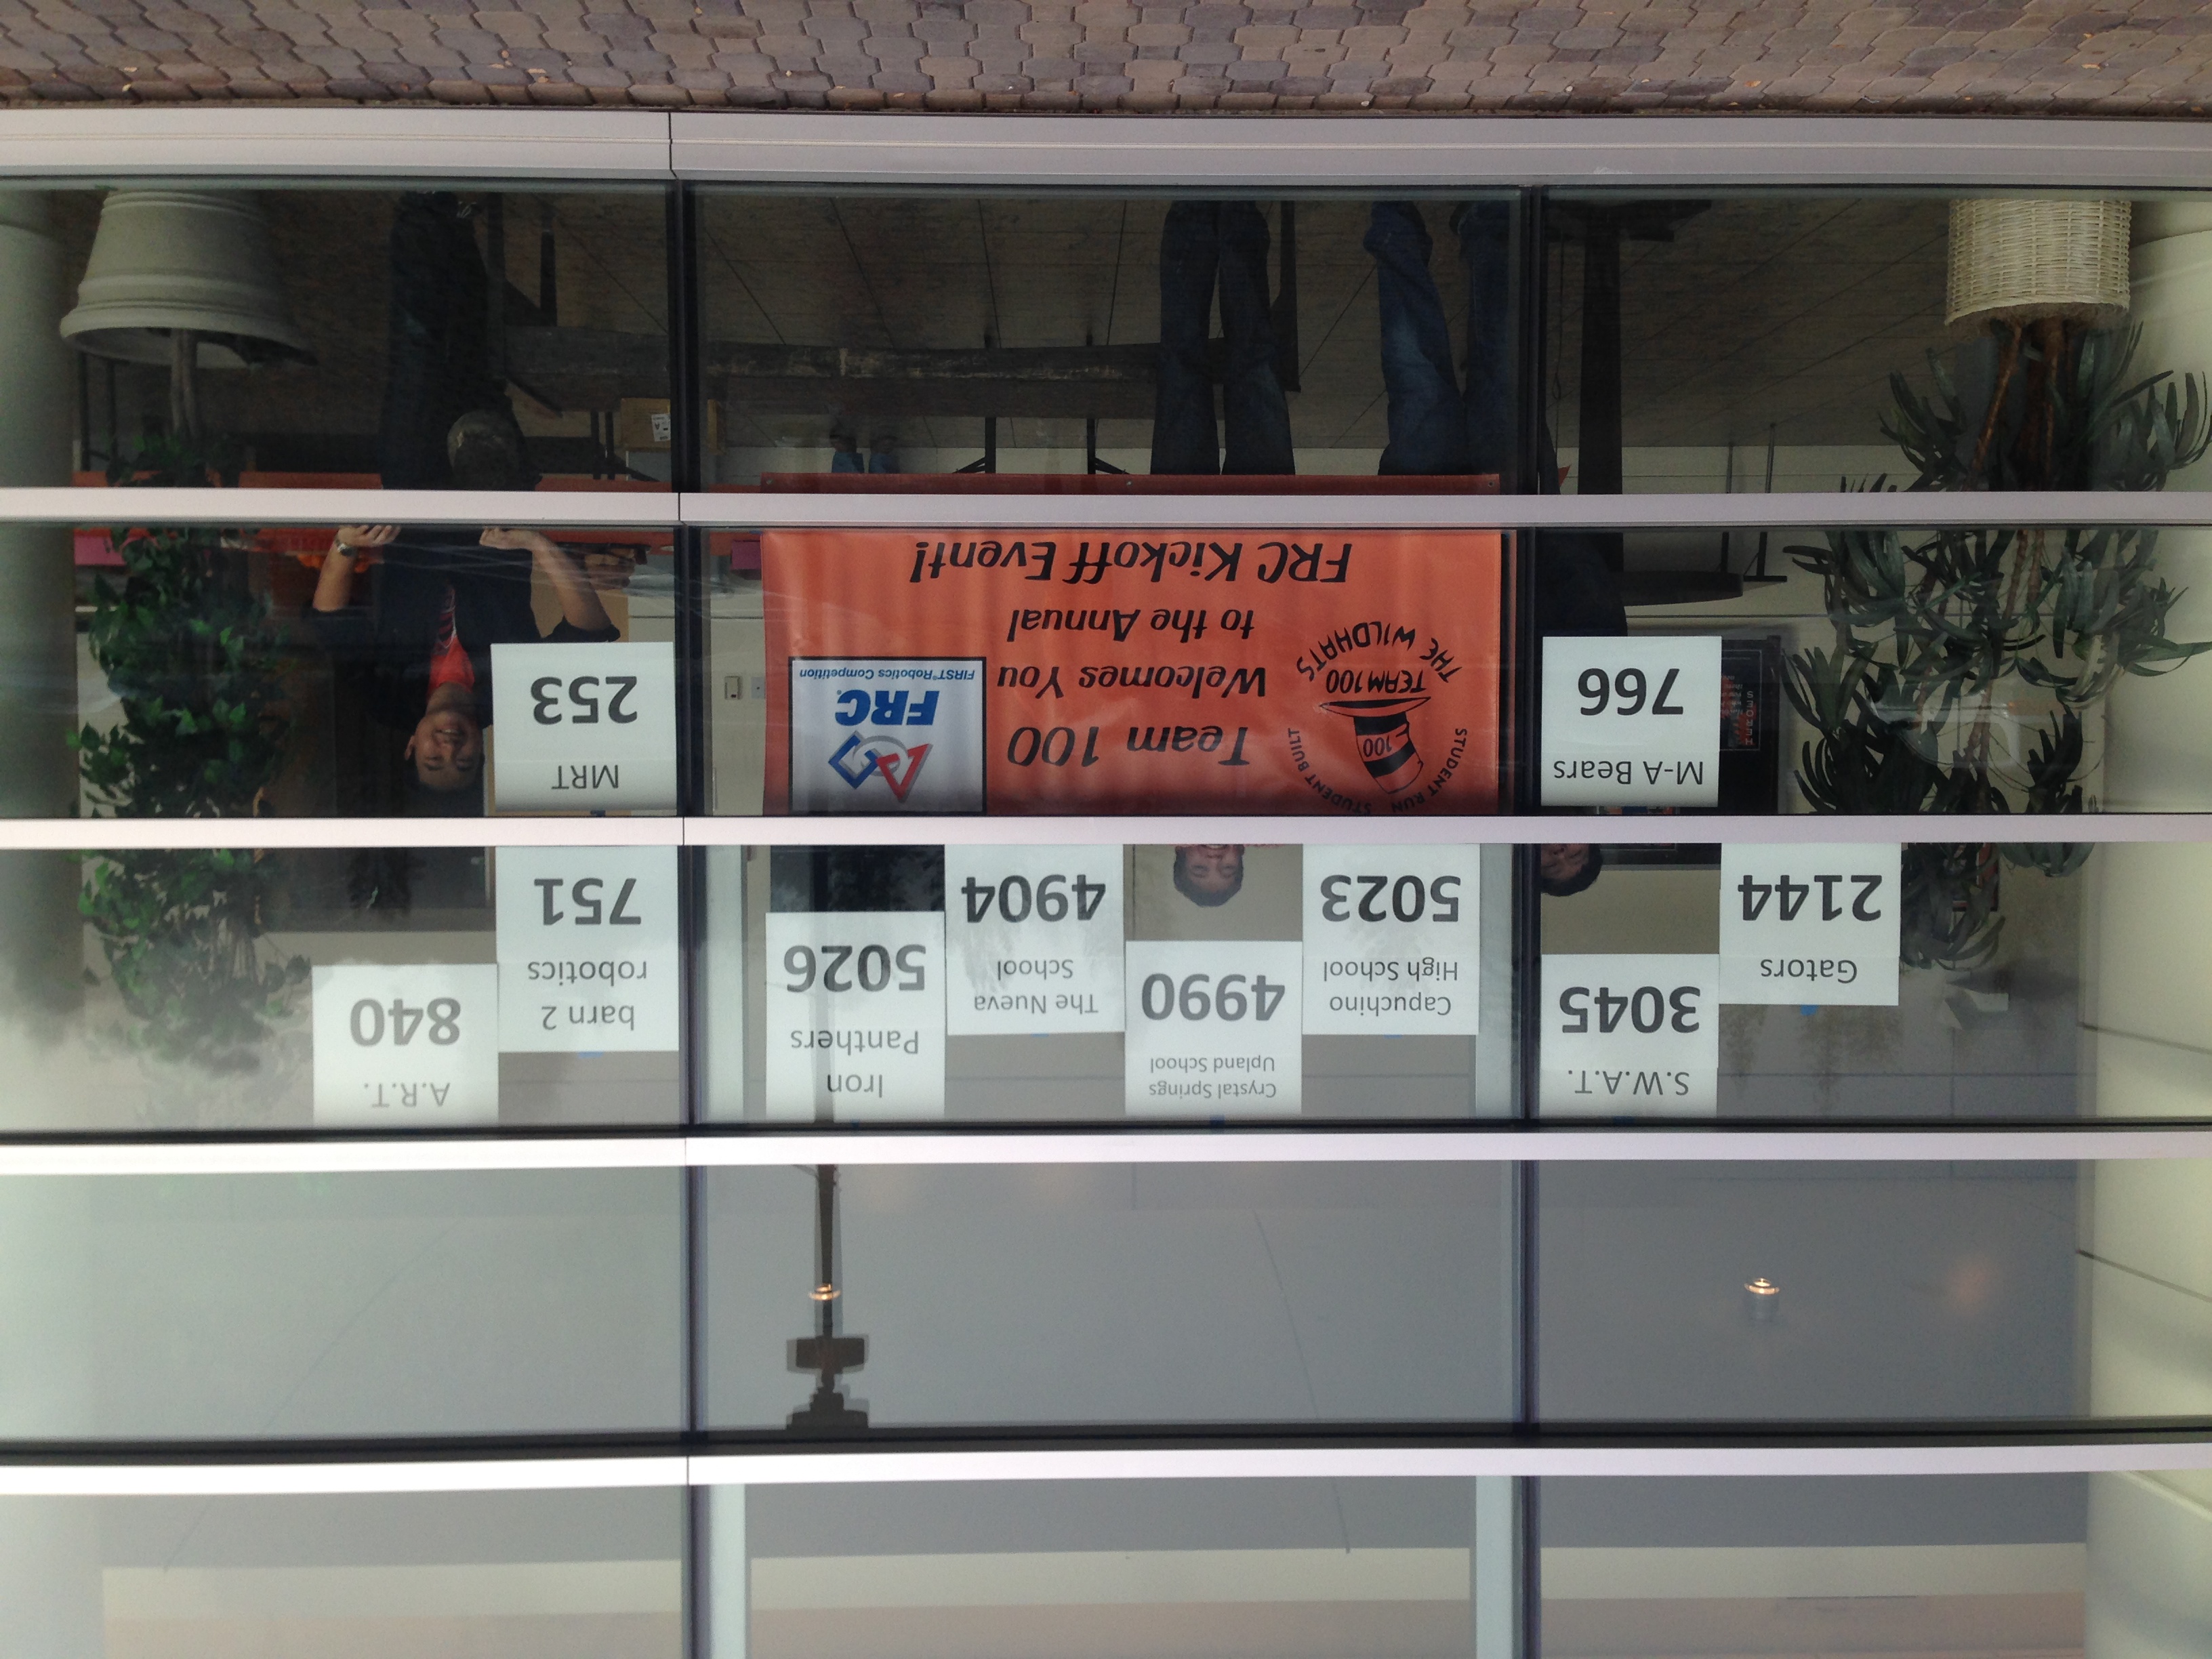 Gators
2144
S.W.A.T.
3045
M-A Bears
766
Capuchino
High School
5023
Crystal Springs
Upland School
4990
The Nueva
School
4904
Iron
Panthers
5026
barn 2
robotics
751
A.R.T.
840
MRT
253
STUDENT RUN STUDENT BUILT
100
TEAM 100
THE WILDHATS
Team 100
Welcomes You
to the Annual
FRC Kickoff Event!
FRC
FIRST® Robotics Competition
HEROES